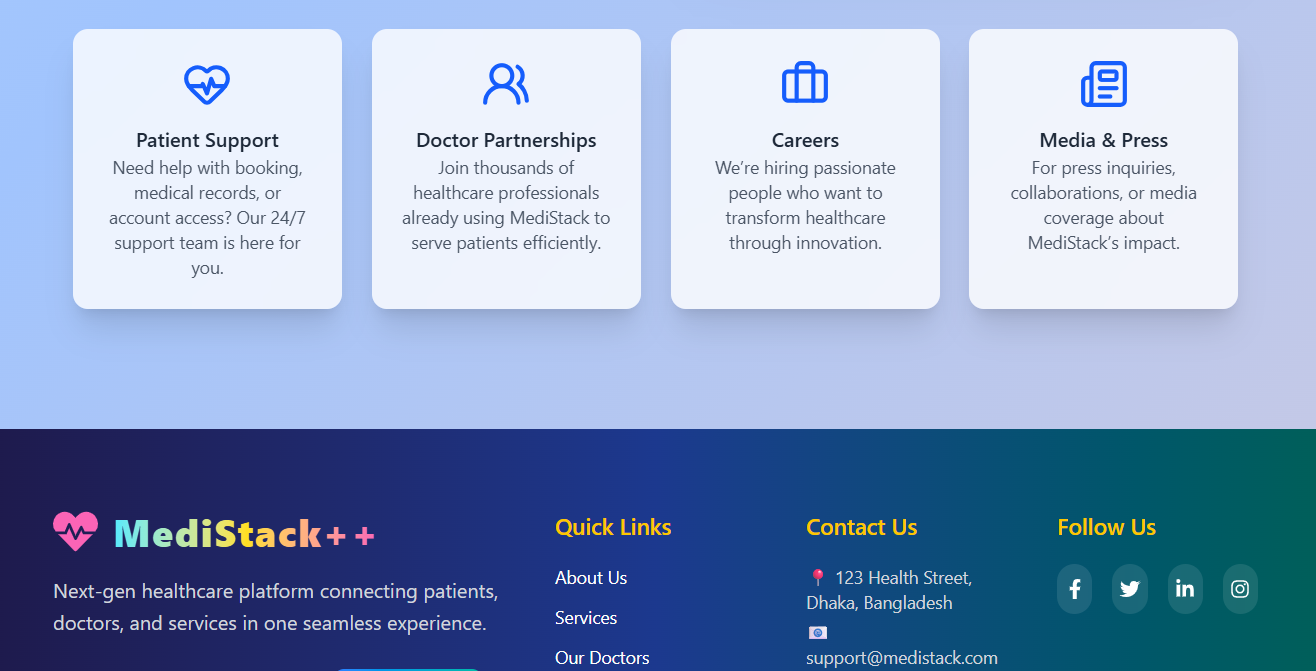 Patient Support
Need help with booking,
medical records, or
account access? Our 24/7
support team is here for
you.
Doctor Partnerships
Join thousands of
healthcare professionals
already using MediStack to
serve patients efficiently.
Careers
We’re hiring passionate
people who want to
transform healthcare
through innovation.
Media & Press
For press inquiries,
collaborations, or media
coverage about
MediStack’s impact.
MediStack++
Next-gen healthcare platform connecting patients,
doctors, and services in one seamless experience.
Quick Links
About Us
Services
Our Doctors
Contact Us
📍 123 Health Street,
Dhaka, Bangladesh
📧
support@medistack.com
Follow Us